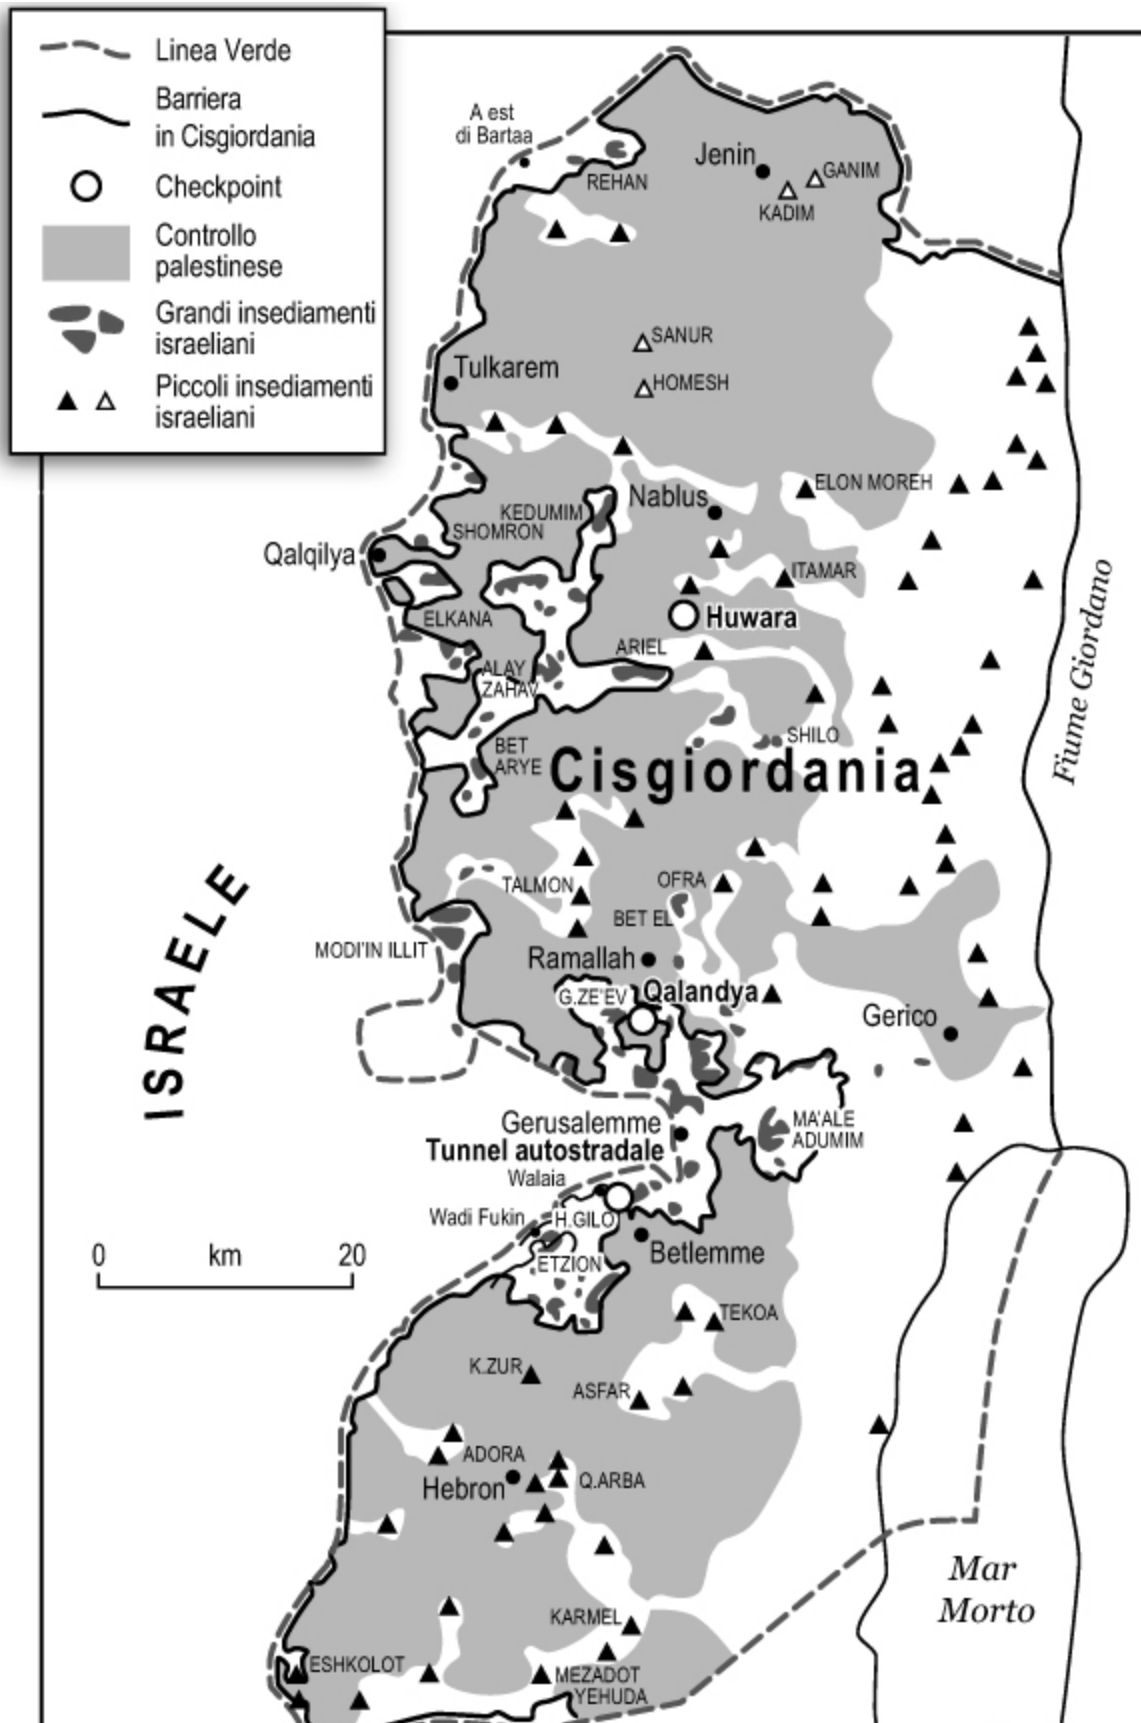 Linea Verde
Barriera
in Cisgiordania
Checkpoint
Controllo
palestinese
Grandi insediamenti
israeliani
Piccoli insediamenti
israeliani
A est
di Bartaa
REHAN
Jenin
GANIM
KADIM
SANUR
HOMESH
Tulkarem
ELON MOREH
Nablus
KEDUMIM
SHOMRON
Qalqilya
ITAMAR
Huwara
ELKANA
ARIEL
ALAY
ZAHAV
SHILO
BET
ARYE
Cisgiordania
Fiume Giordano
ISRAELE
TALMON
OFRA
BET EL
MODI'IN ILLIT
Ramallah
G.ZE'EV
Qalandya
Gerico
Gerusalemme
MA'ALE
ADUMIM
Tunnel autostradale
Walaia
Wadi Fukin
H.GILO
Betlemme
ETZION
0 km 20
TEKOA
K.ZUR
ASFAR
ADORA
Hebron
Q.ARBA
Mar
Morto
KARMEL
ESHKOLOT
MEZADOT
YEHUDA